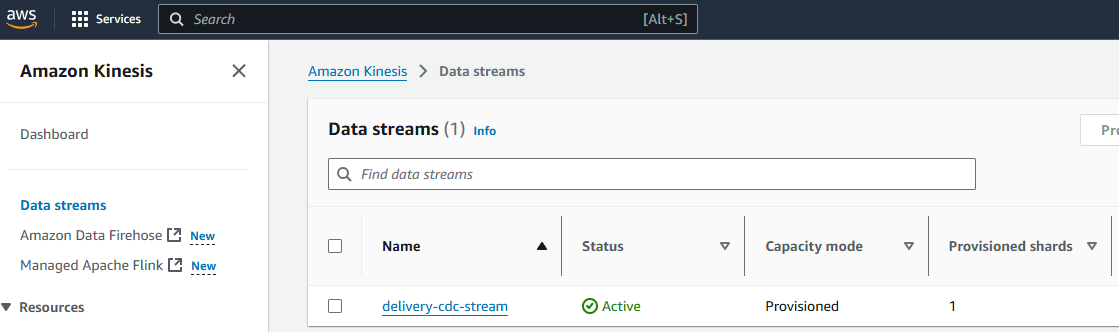 aws Services Search [Alt+S]
Amazon Kinesis
Dashboard
Data streams
Amazon Data Firehose New
Managed Apache Flink New
Resources
Amazon Kinesis > Data streams
Data streams (1) Info
Find data streams
Name Status Capacity mode Provisioned shards
delivery-cdc-stream Active Provisioned 1